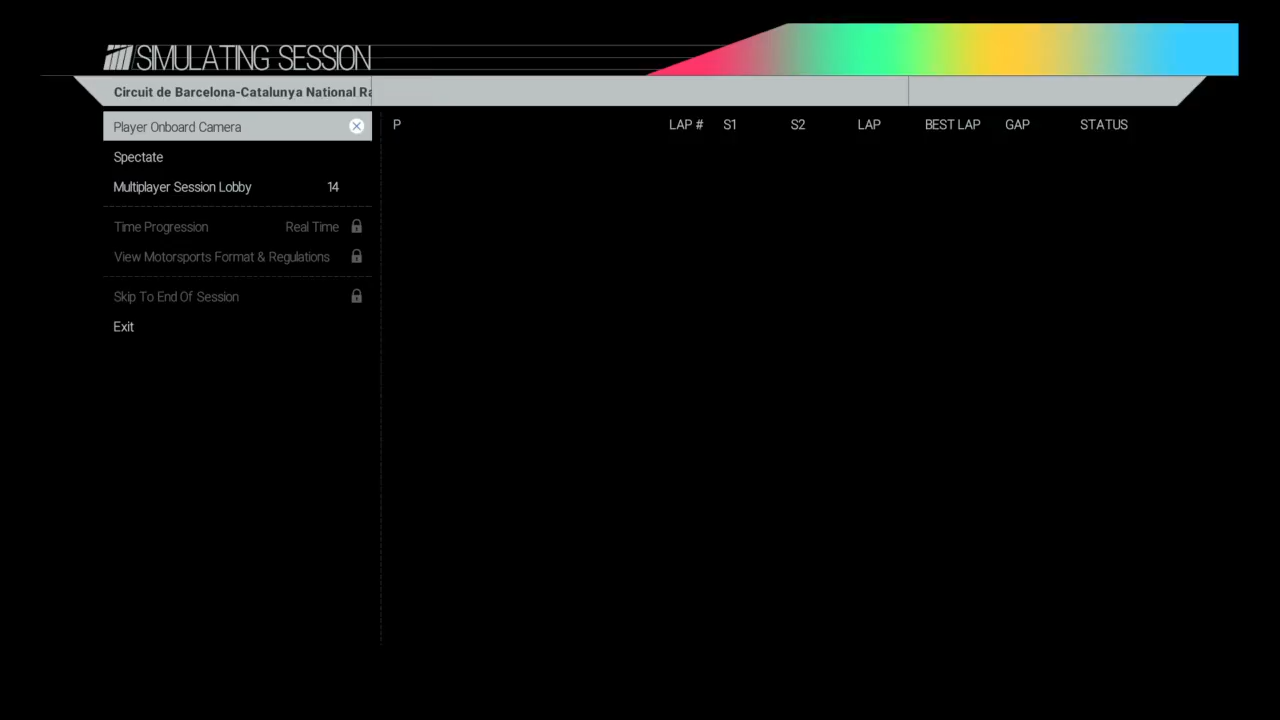 SIMULATING SESSION
Circuit de Barcelona-Catalunya National Ra
Player Onboard Camera
Spectate
Multiplayer Session Lobby 14
Time Progression Real Time
View Motorsports Format & Regulations
Skip To End Of Session
Exit
P LAP # S1 S2 LAP BEST LAP GAP STATUS